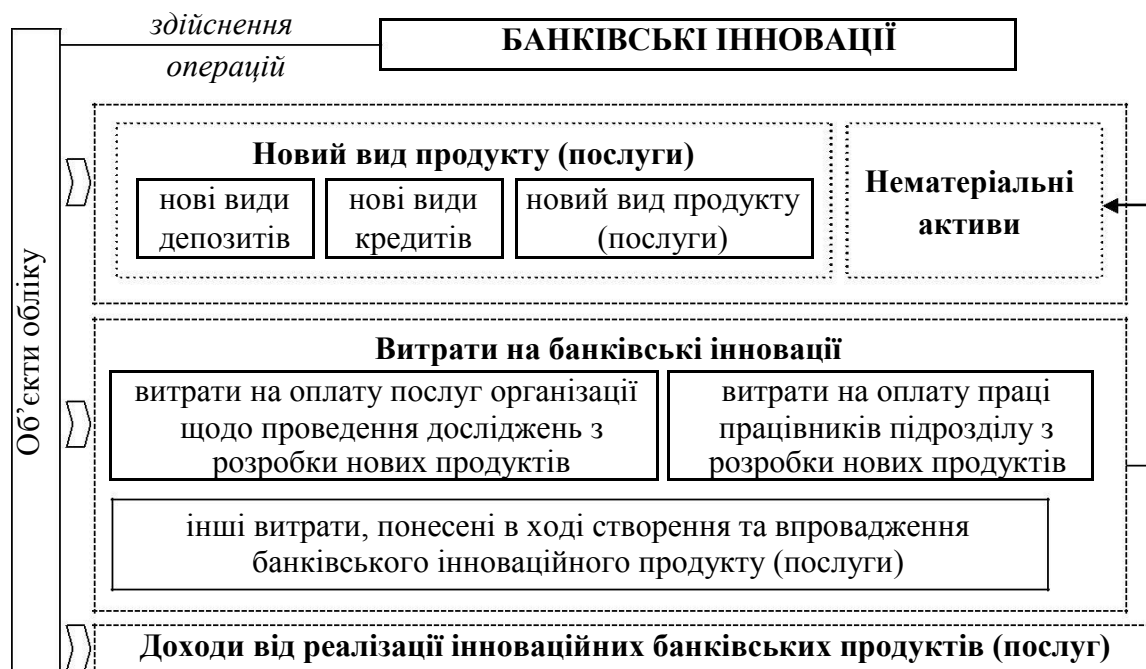 здійснення
операцій
БАНКІВСЬКІ ІННОВАЦІЇ
Об’єкти обліку
Новий вид продукту (послуги)
нові види
депозитів
нові види
кредитів
новий вид продукту
(послуги)
Нематеріальні
активи
Витрати на банківські інновації
витрати на оплату послуг організації
щодо проведення досліджень з
розробки нових продуктів
витрати на оплату праці
працівників підрозділу з
розробки нових продуктів
інші витрати, понесені в ході створення та впровадження
банківського інноваційного продукту (послуги)
Доходи від реалізації інноваційних банківських продуктів (послуг)